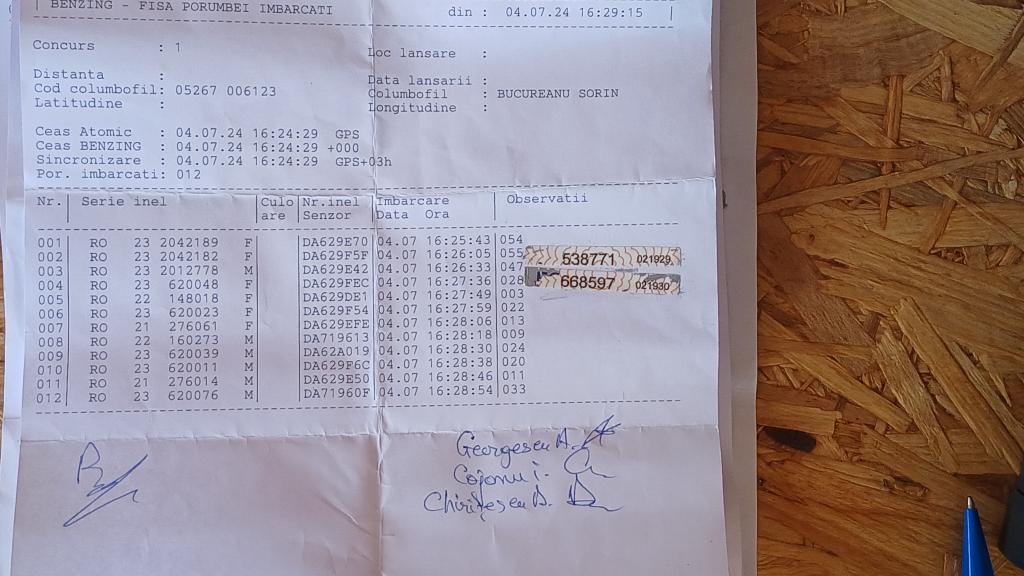 | BENZING - FISA PORUMBEI IMBARCATI din : 04.07.24 16:29:15 |
Concurs : 1 Loc lansare :
Distanta : Data lansarii :
Cod columbofil: 05267 006123 Columbofil : BUCUREANU SORIN
Latitudine : Longitudine :
Ceas Atomic : 04.07.24 16:24:29 GPS
Ceas BENZING : 04.07.24 16:24:29 +000
Sincronizare : 04.07.24 16:24:29 GPS+03h
Por. imbarcati: 012
Nr.| Serie inel |Culo|Nr.inel|Imbarcare | Observatii
| |are |Senzor |Data Ora |
001| RO 23 2042189 F| |DA629E70|04.07 16:25:43|054
002| RO 23 2042182 F| |DA629F5F|04.07 16:26:05|055
003| RO 23 2012778 M| |DA629E42|04.07 16:26:33|047
004| RO 23 620048 F| |DA629FEC|04.07 16:27:36|028
005| RO 22 148018 F| |DA629DE1|04.07 16:27:49|003
006| RO 23 620023 F| |DA629F54|04.07 16:27:59|022
007| RO 21 276061 F| |DA629EFE|04.07 16:28:06|013
008| RO 22 160273 M| |DA719613|04.07 16:28:18|009
009| RO 23 620039 M| |DA62A019|04.07 16:28:30|024
010| RO 23 620011 M| |DA629F6C|04.07 16:28:38|020
011| RO 21 276014 M| |DA629E50|04.07 16:28:46|011
012| RO 23 620076 M| |DA71960F|04.07 16:28:54|033
538771 021929
668597 021930
Georgescu A.
Cojanu i.
Chirițescu D.